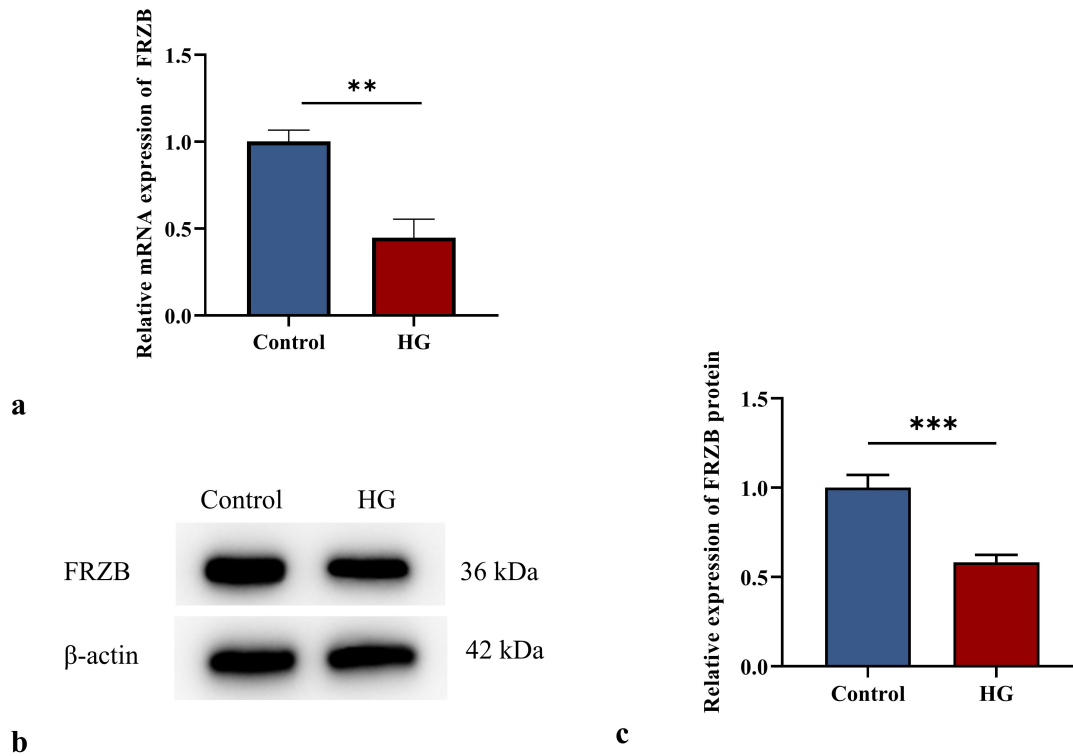 Relative mRNA expression of FRZB
1.5
1.0
0.5
0.0
**
Control HG
a
Control HG
FRZB 36 kDa
β-actin 42 kDa
b
Relative expression of FRZB protein
1.5
1.0
0.5
0.0
***
Control HG
c